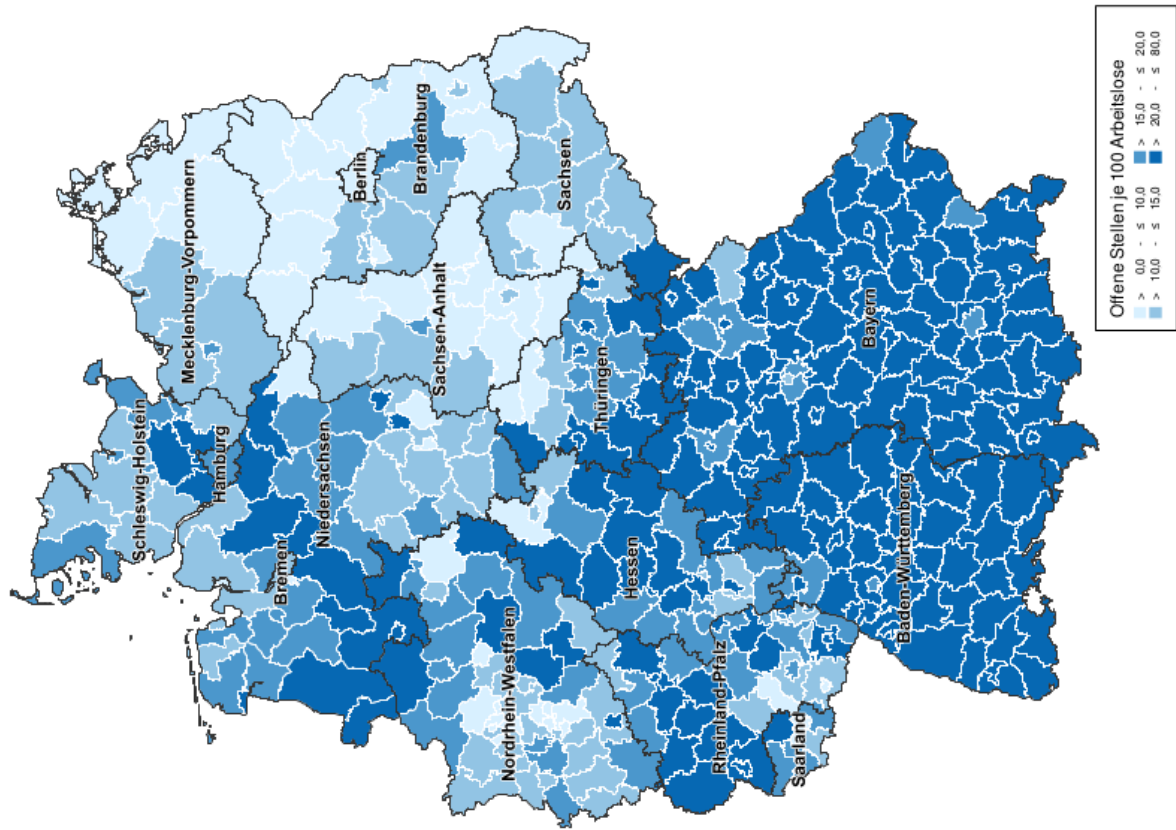 Schleswig-Holstein
Mecklenburg-Vorpommern
Hamburg
Bremen
Niedersachsen
Berlin
Brandenburg
Sachsen-Anhalt
Nordrhein-Westfalen
Sachsen
Thüringen
Hessen
Rheinland-Pfalz
Saarland
Bayern
Baden-Württemberg
Offene Stellen je 100 Arbeitslose
> 0,0 - ≤ 10,0 > 15,0 - ≤ 20,0
> 10,0 - ≤ 15,0 > 20,0 - ≤ 80,0